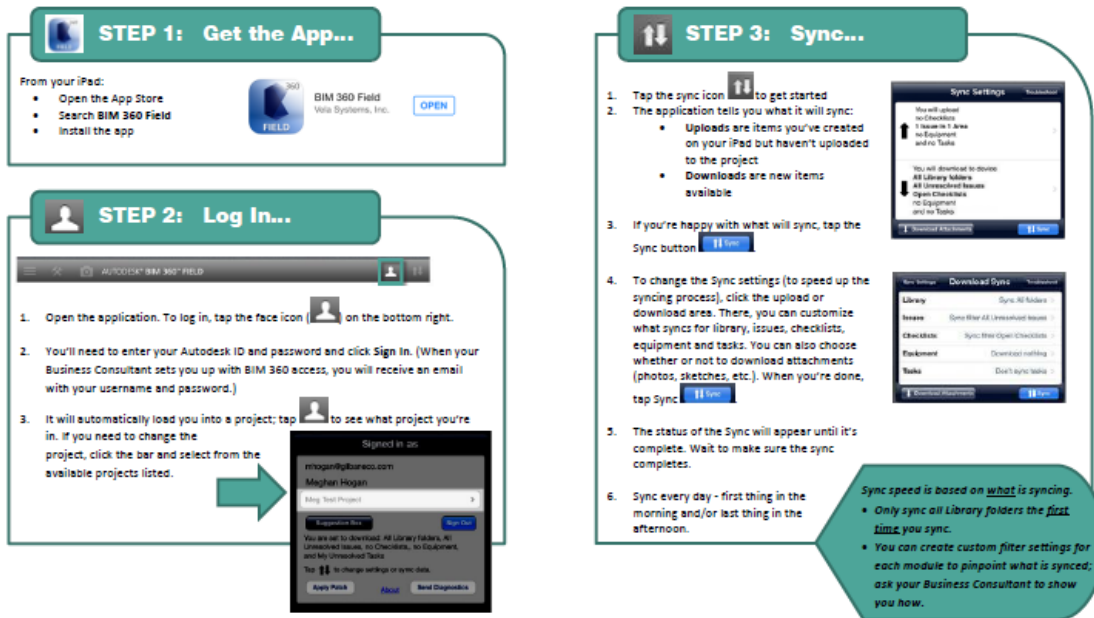 STEP 1: Get the App...
From your iPad:
• Open the App Store
• Search BIM 360 Field
• Install the app
360
FIELD
BIM 360 Field
Vela Systems, Inc.
OPEN
STEP 2: Log In...
AUTODESK® BIM 360™ FIELD
1. Open the application. To log in, tap the face icon ( ) on the bottom right.
2. You'll need to enter your Autodesk ID and password and click Sign In. (When your
Business Consultant sets you up with BIM 360 access, you will receive an email
with your username and password.)
3. It will automatically load you into a project; tap to see what project you're
in. If you need to change the
project, click the bar and select from the
available projects listed.
Signed in as
mhogan@gilbaneco.com
Meghan Hogan
Meg Test Project
Suggestion Box
Sign Out
You are set to download: All Library folders, All
Unresolved Issues, no Checklists, no Equipment,
and My Unresolved Tasks
Tap to change settings or sync data.
Apply Patch
About
Send Diagnostics
STEP 3: Sync...
1. Tap the sync icon to get started
2. The application tells you what it will sync:
• Uploads are items you've created
on your iPad but haven't uploaded
to the project
• Downloads are new items
available
3. If you're happy with what will sync, tap the
Sync button Sync
4. To change the Sync settings (to speed up the
syncing process), click the upload or
download area. There, you can customize
what syncs for library, issues, checklists,
equipment and tasks. You can also choose
whether or not to download attachments
(photos, sketches, etc.). When you're done,
tap Sync Sync
5. The status of the Sync will appear until it's
complete. Wait to make sure the sync
completes.
6. Sync every day - first thing in the
morning and/or last thing in the
afternoon.
Sync Settings
Troubleshoot
You will upload
no Checklists
1 Issue in 1 Area
no Equipment
and no Tasks
You will download to device
All Library folders
All Unresolved Issues
Open Checklists
no Equipment
and no Tasks
Download Attachments
Sync
Sync Settings
Download Sync
Troubleshoot
Library Sync All folders
Issues Sync filter All Unresolved Issues
Checklists Sync filter Open Checklists
Equipment Download nothing
Tasks Don't sync tasks
Download Attachments
Sync
Sync speed is based on what is syncing.
• Only sync all Library folders the first
time you sync.
• You can create custom filter settings for
each module to pinpoint what is synced;
ask your Business Consultant to show
you how.